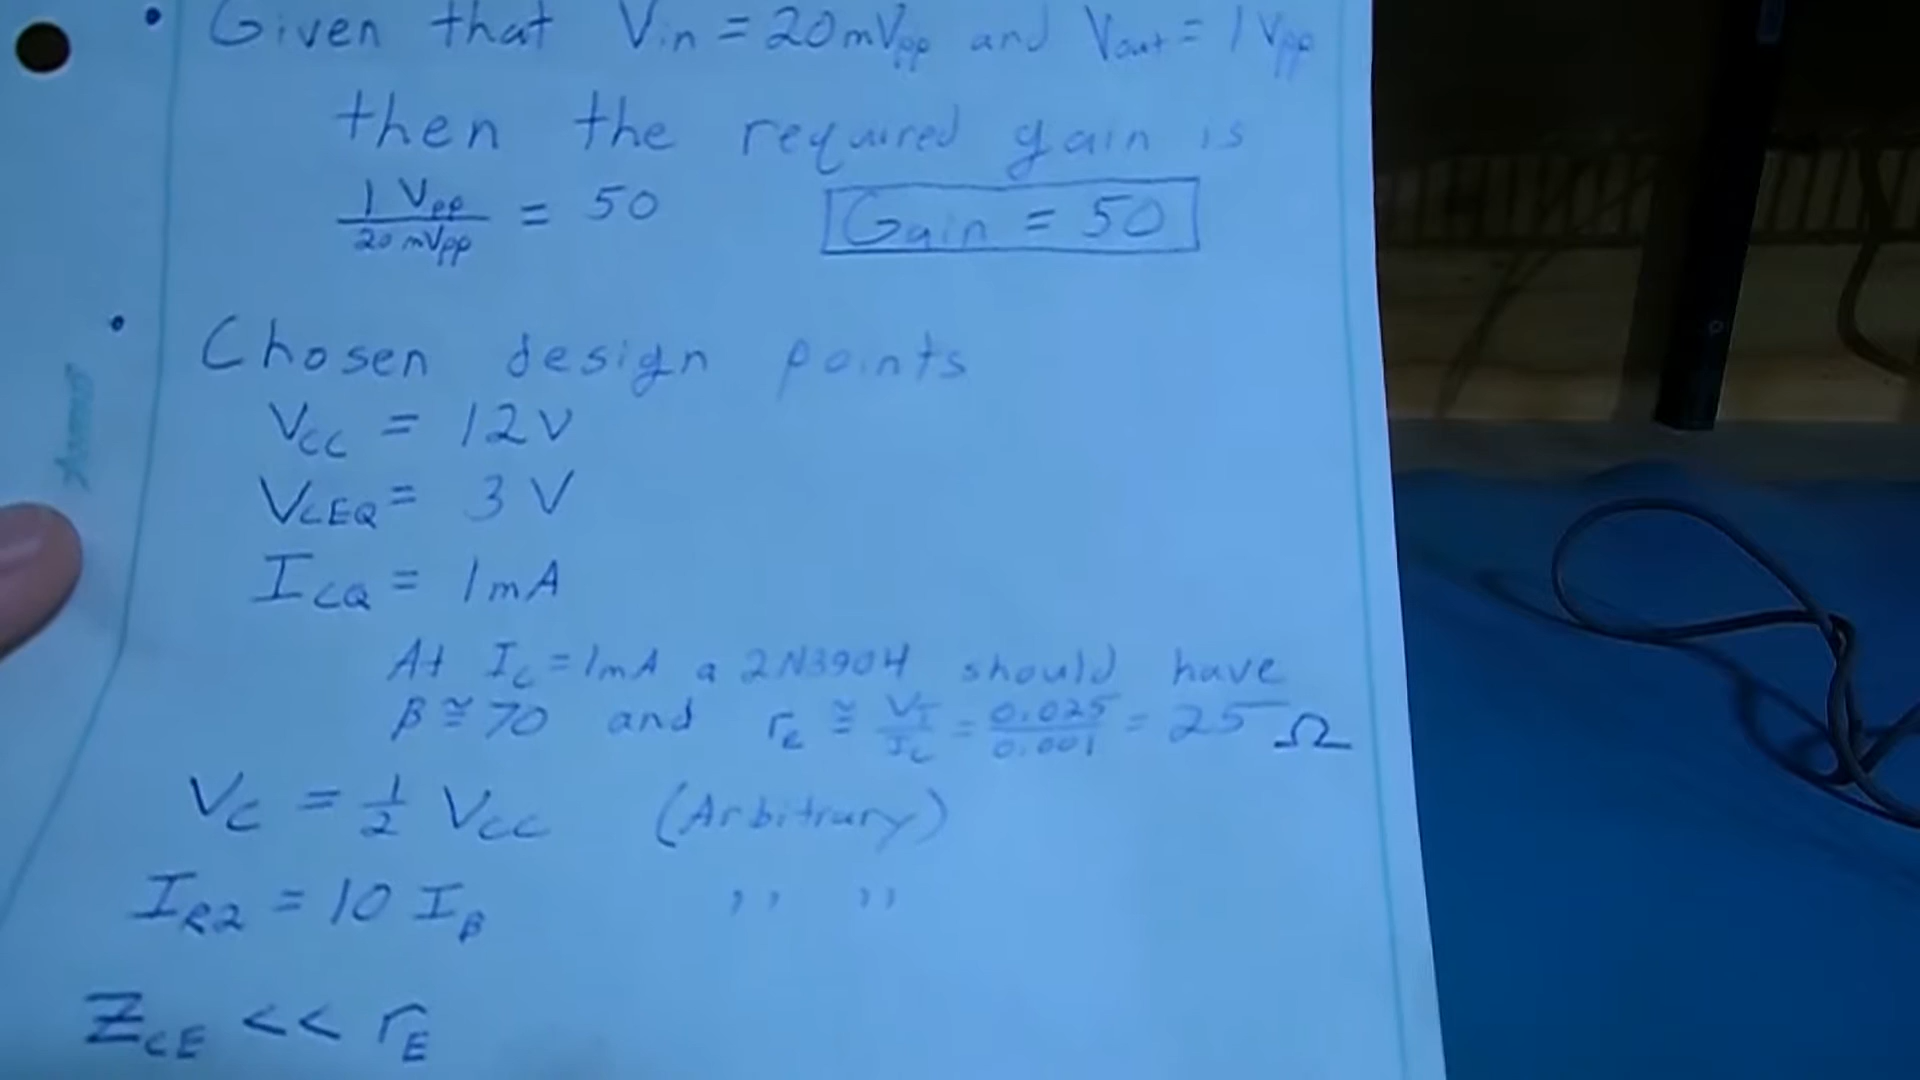 • Given that Vin = 20mVpp and Vout = 1Vpp
then the required gain is
1 Vpp / 20 mVpp = 50 Gain = 50
• Chosen design points
VCC = 12V
VCEQ = 3V
ICQ = 1mA
At IC = 1mA a 2N3904 should have
β ≅ 70 and re ≅ VT/IC = 0.025/0.001 = 25 Ω
VC = 1/2 VCC (Arbitrary)
IR2 = 10 IB ,, ,,
ZCE << rE